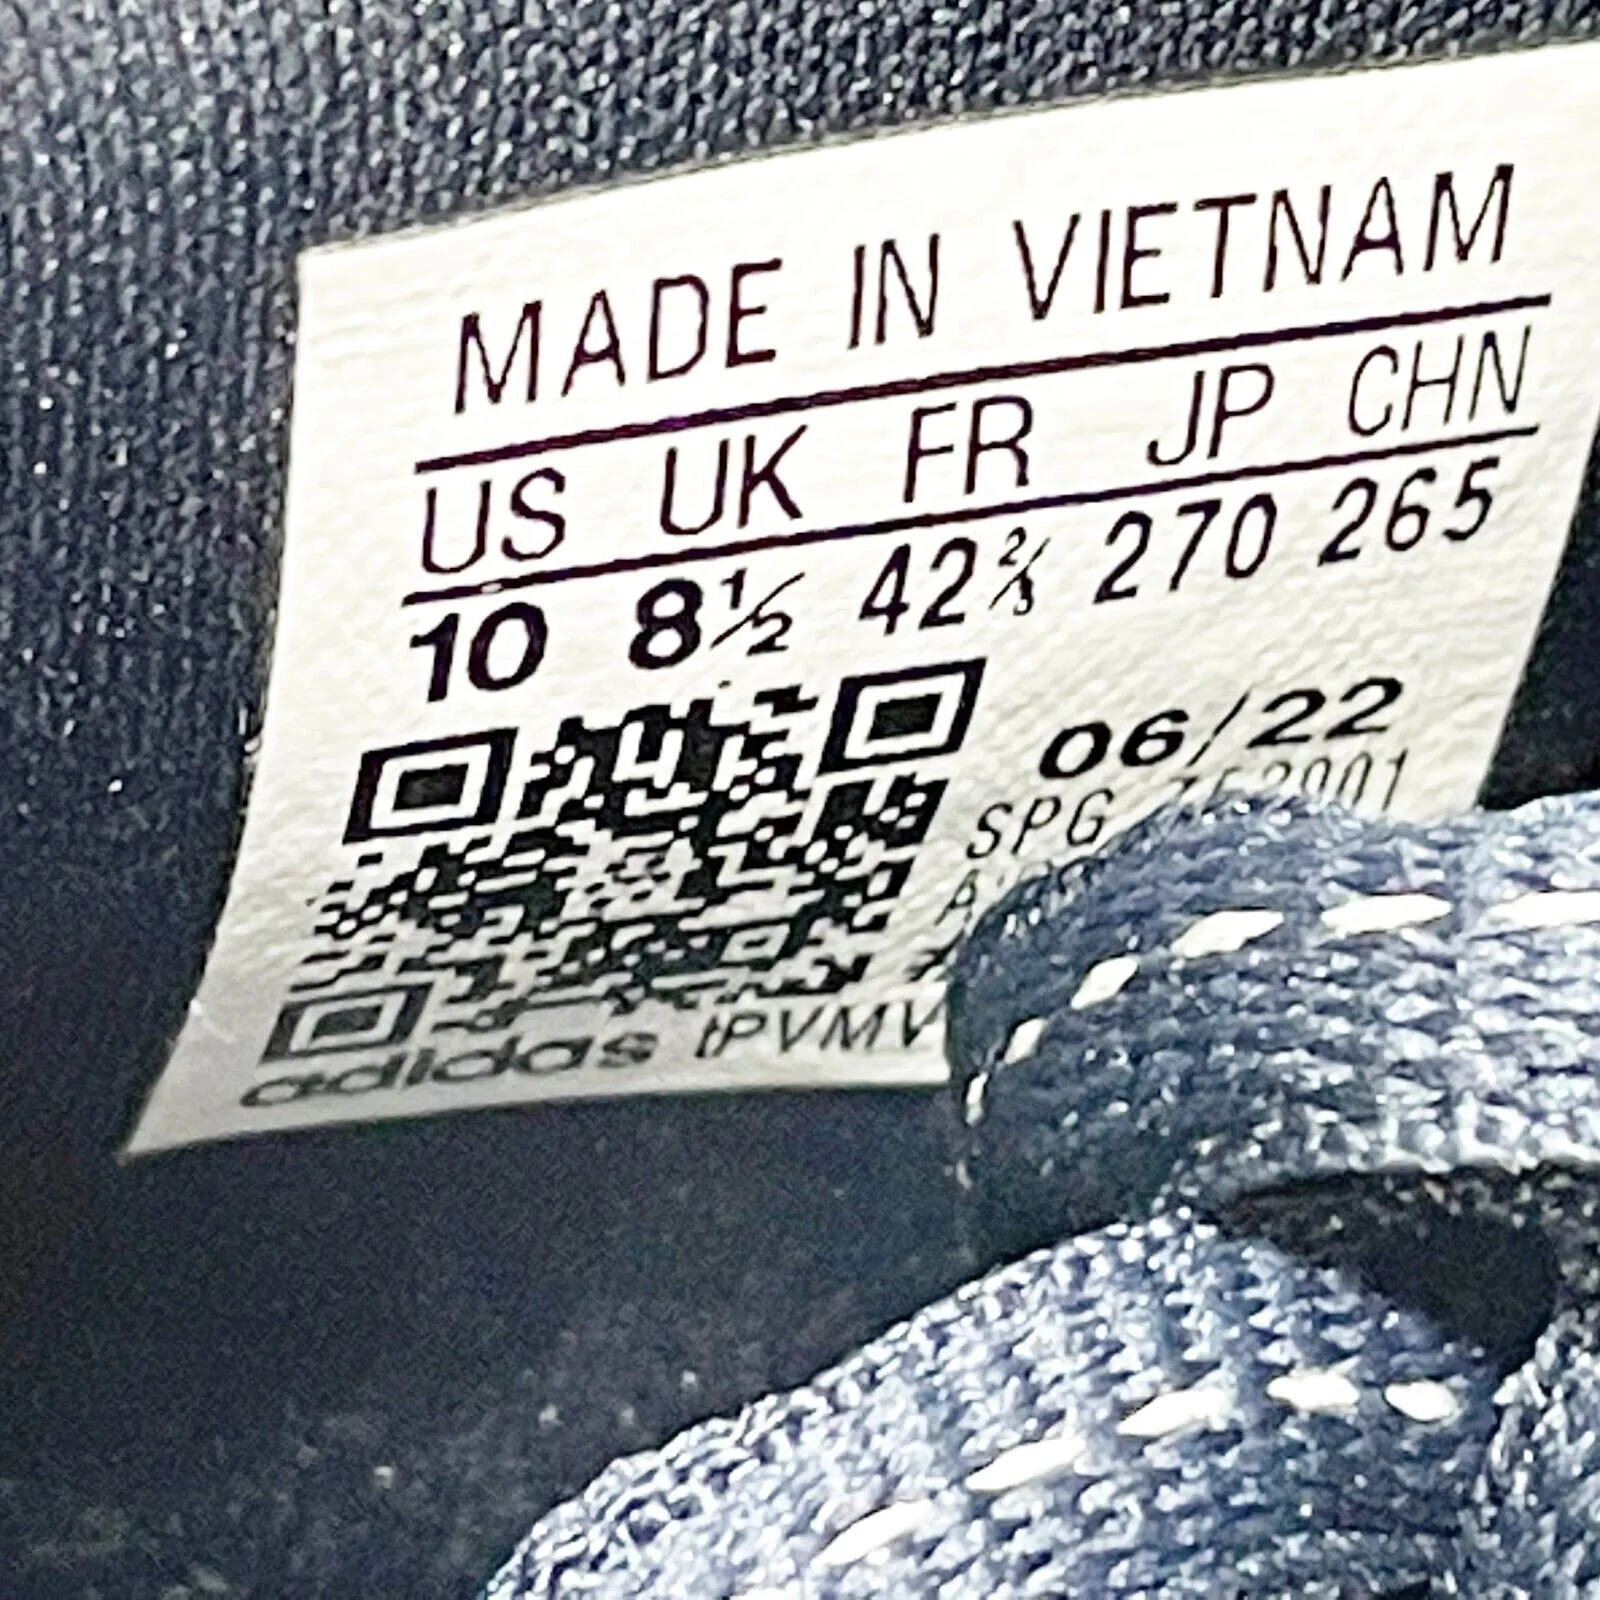 MADE IN VIETNAM
US UK FR JP CHN
10 8½ 42⅔ 270 265
06/22
SPG
adidas